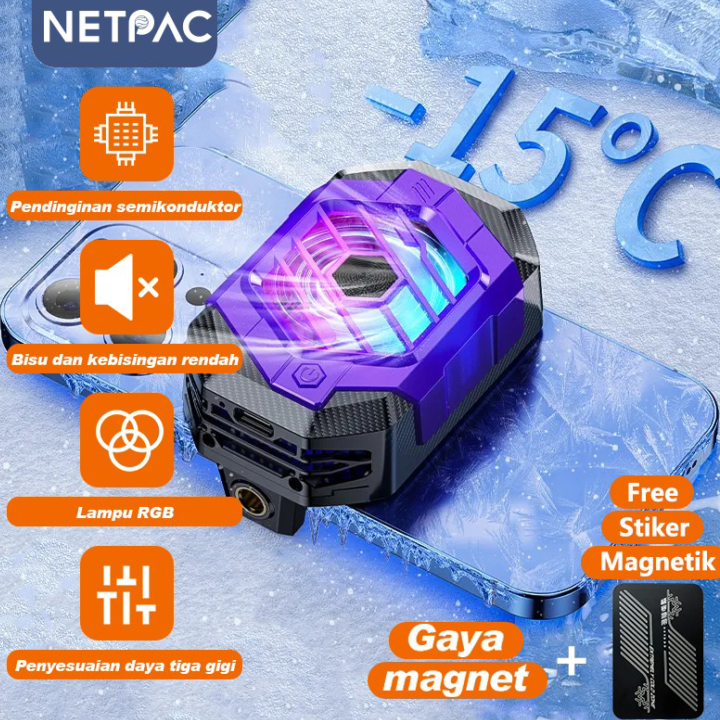 NETPAC
-15°C
Pendinginan semikonduktor
Bisu dan kebisingan rendah
Lampu RGB
Penyesuaian daya tiga gigi
Free
Stiker
Magnetik
Gaya
magnet
+